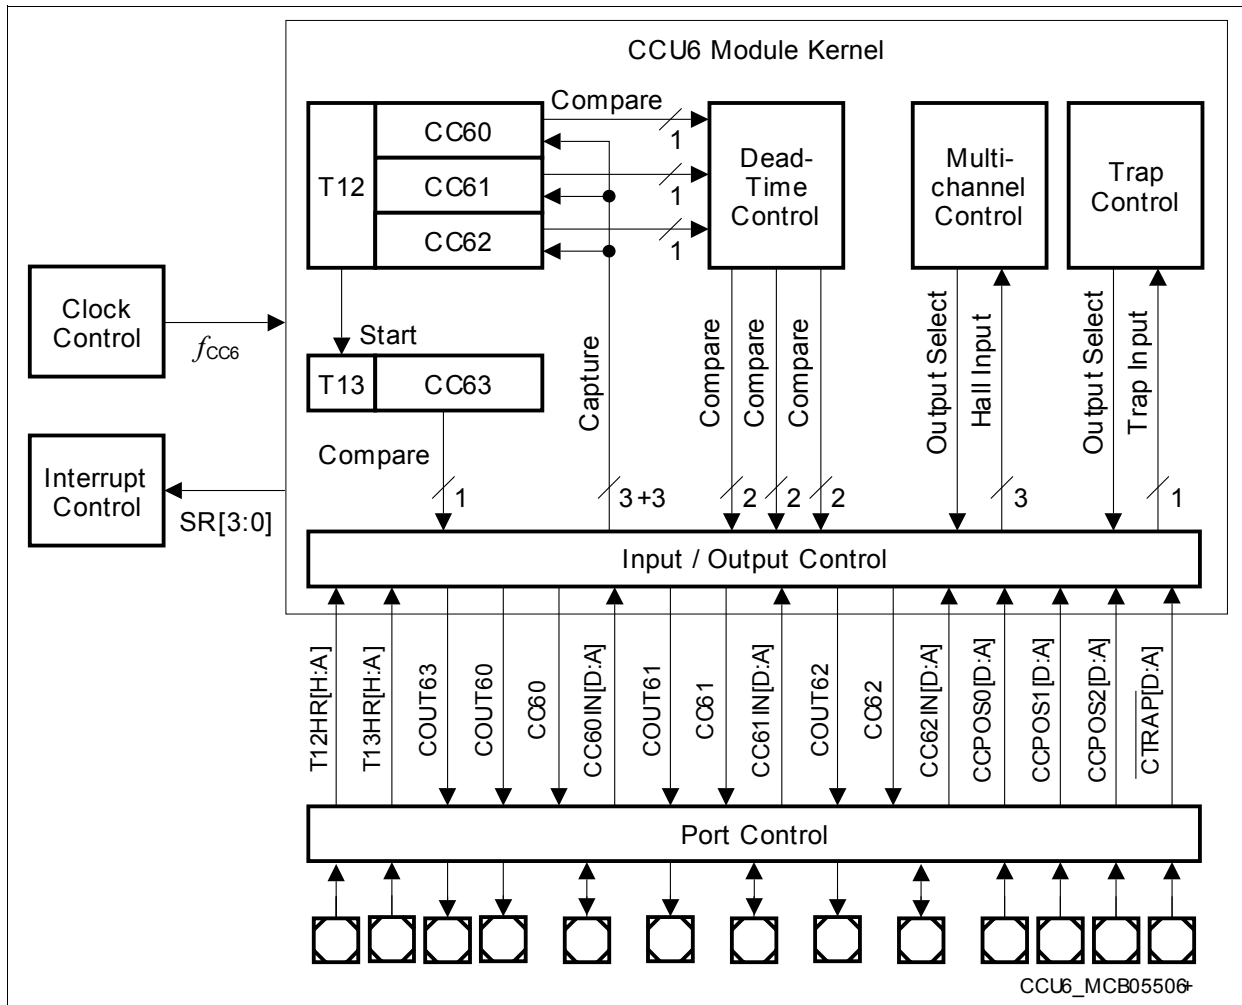 CCU6 Module Kernel
Compare
CC60
1
T12
CC61
1
CC62
1
Dead-
Time
Control
Multi-
channel
Control
Trap
Control
Clock
Control
fCC6
Start
T13
CC63
Interrupt
Control
SR[3:0]
Compare
1
Capture
3+3
Compare
2
Compare
2
Compare
2
Output Select
Hall Input
3
Output Select
Trap Input
1
Input / Output Control
T12HR[H:A]
T13HR[H:A]
COUT63
COUT60
CC60
CC60IN[D:A]
COUT61
CC61
CC61IN[D:A]
COUT62
CC62
CC62IN[D:A]
CCPOS0[D:A]
CCPOS1[D:A]
CCPOS2[D:A]
CTRAP[D:A]
Port Control
CCU6_MCB05506+